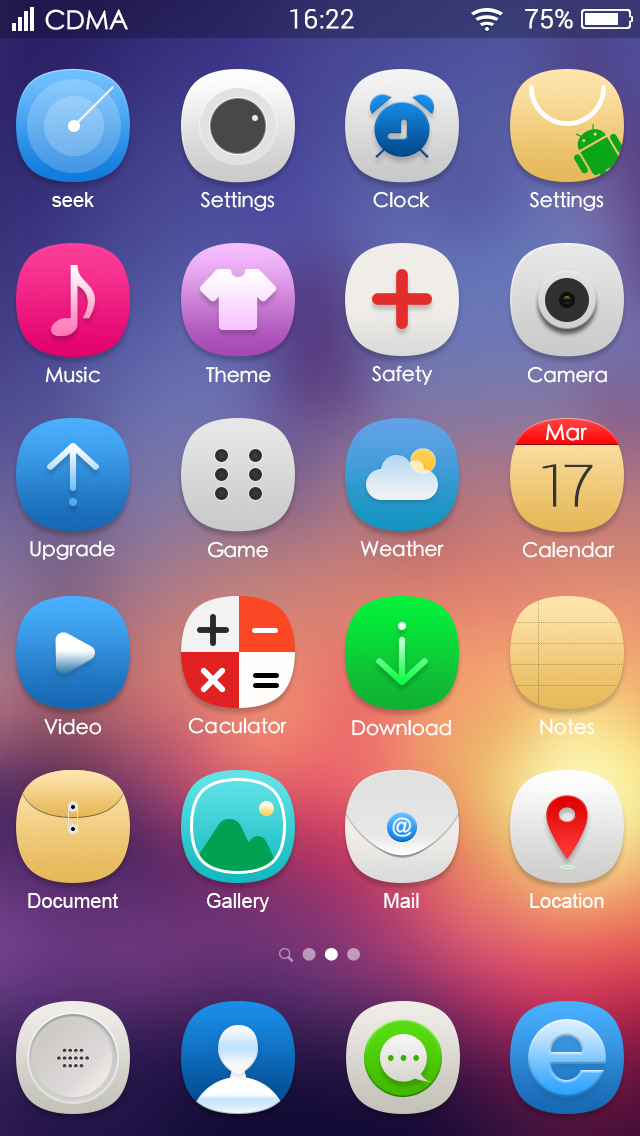 CDMA 16:22 75%
seek Settings Clock Settings
Music Theme Safety Camera
Mar
17
Upgrade Game Weather Calendar
Video Caculator Download Notes
@
Document Gallery Mail Location
e